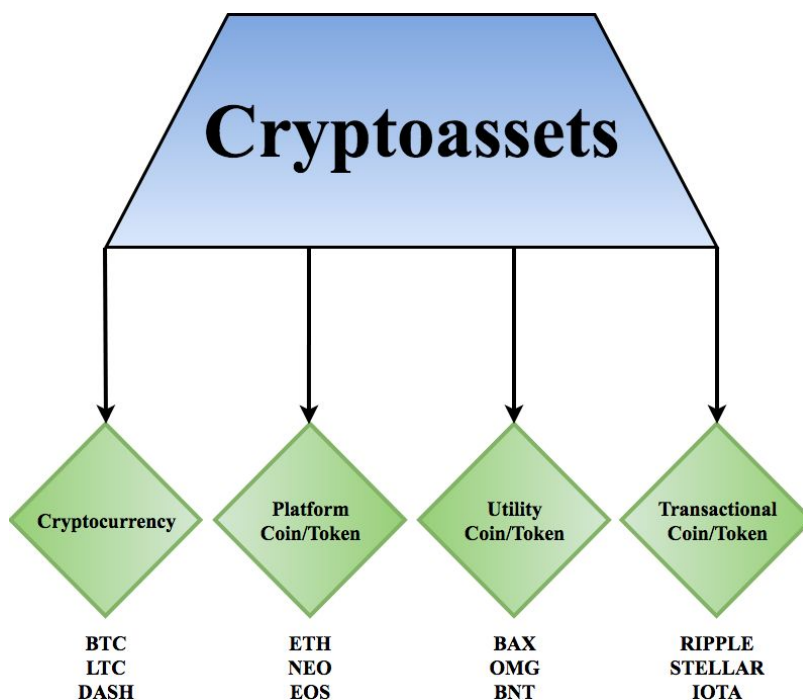 Cryptoassets
Cryptocurrency
Platform
Coin/Token
Utility
Coin/Token
Transactional
Coin/Token
BTC
LTC
DASH
ETH
NEO
EOS
BAX
OMG
BNT
RIPPLE
STELLAR
IOTA